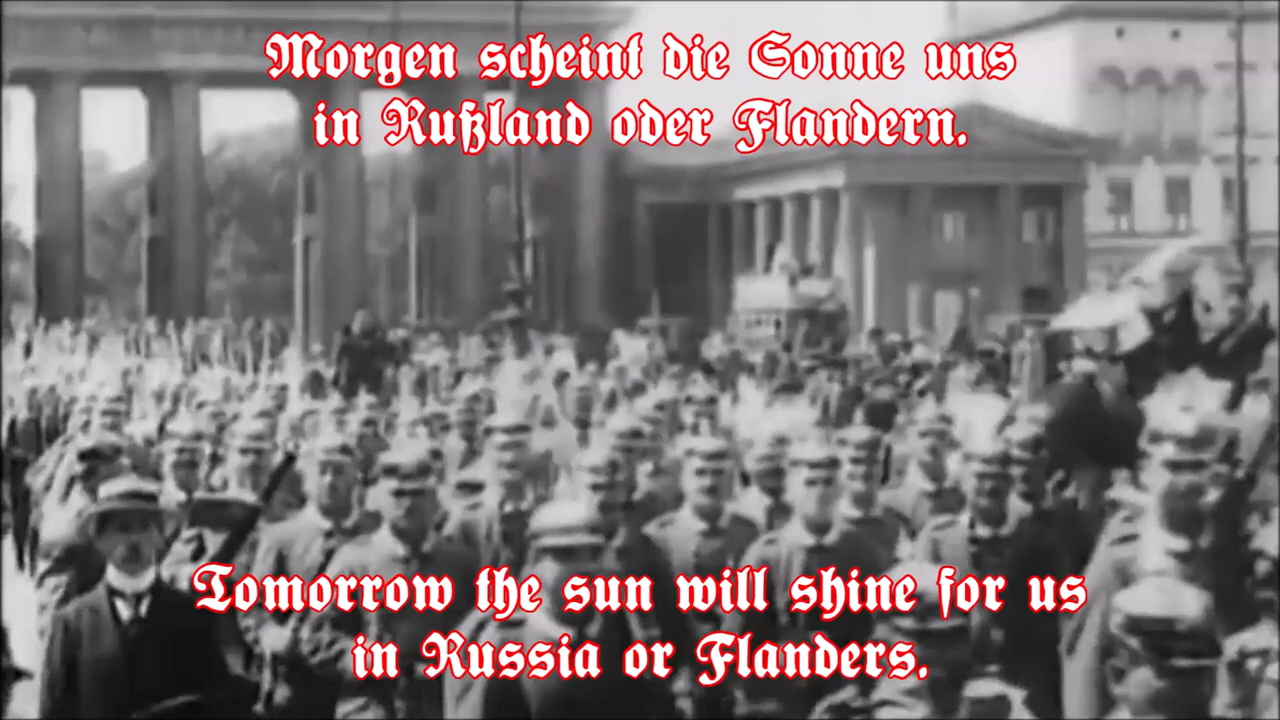 Morgen scheint die Sonne uns
in Rußland oder Flandern.
Tomorrow the sun will shine for us
in Russia or Flanders.